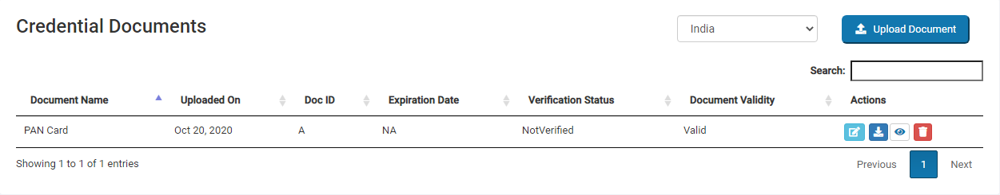 Credential Documents
India
Upload Document
Search:
Document Name Uploaded On Doc ID Expiration Date Verification Status Document Validity Actions
PAN Card Oct 20, 2020 A NA NotVerified Valid
Showing 1 to 1 of 1 entries
Previous 1 Next